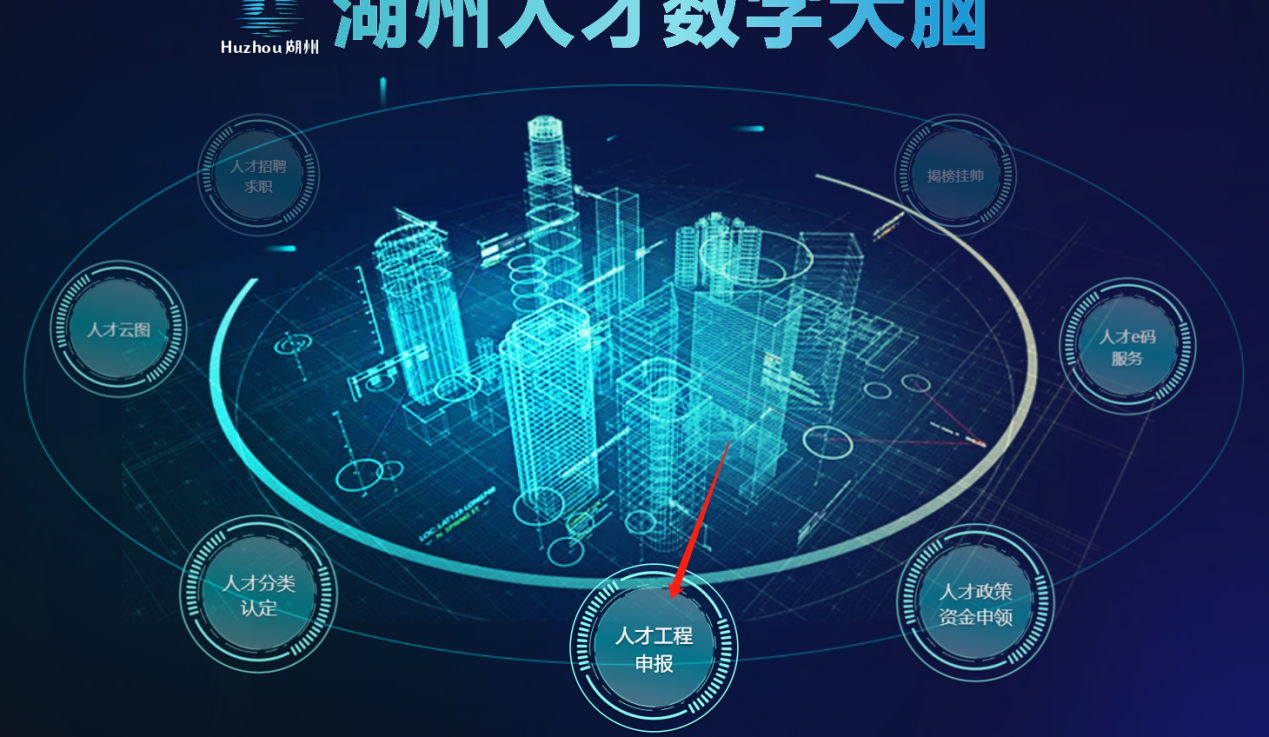 Huzhou 湖州
湖州人才数字大脑
人才招聘
求职
揭榜挂帅
人才云图
人才e码
服务
人才分类
认定
人才工程
申报
人才政策
资金申领